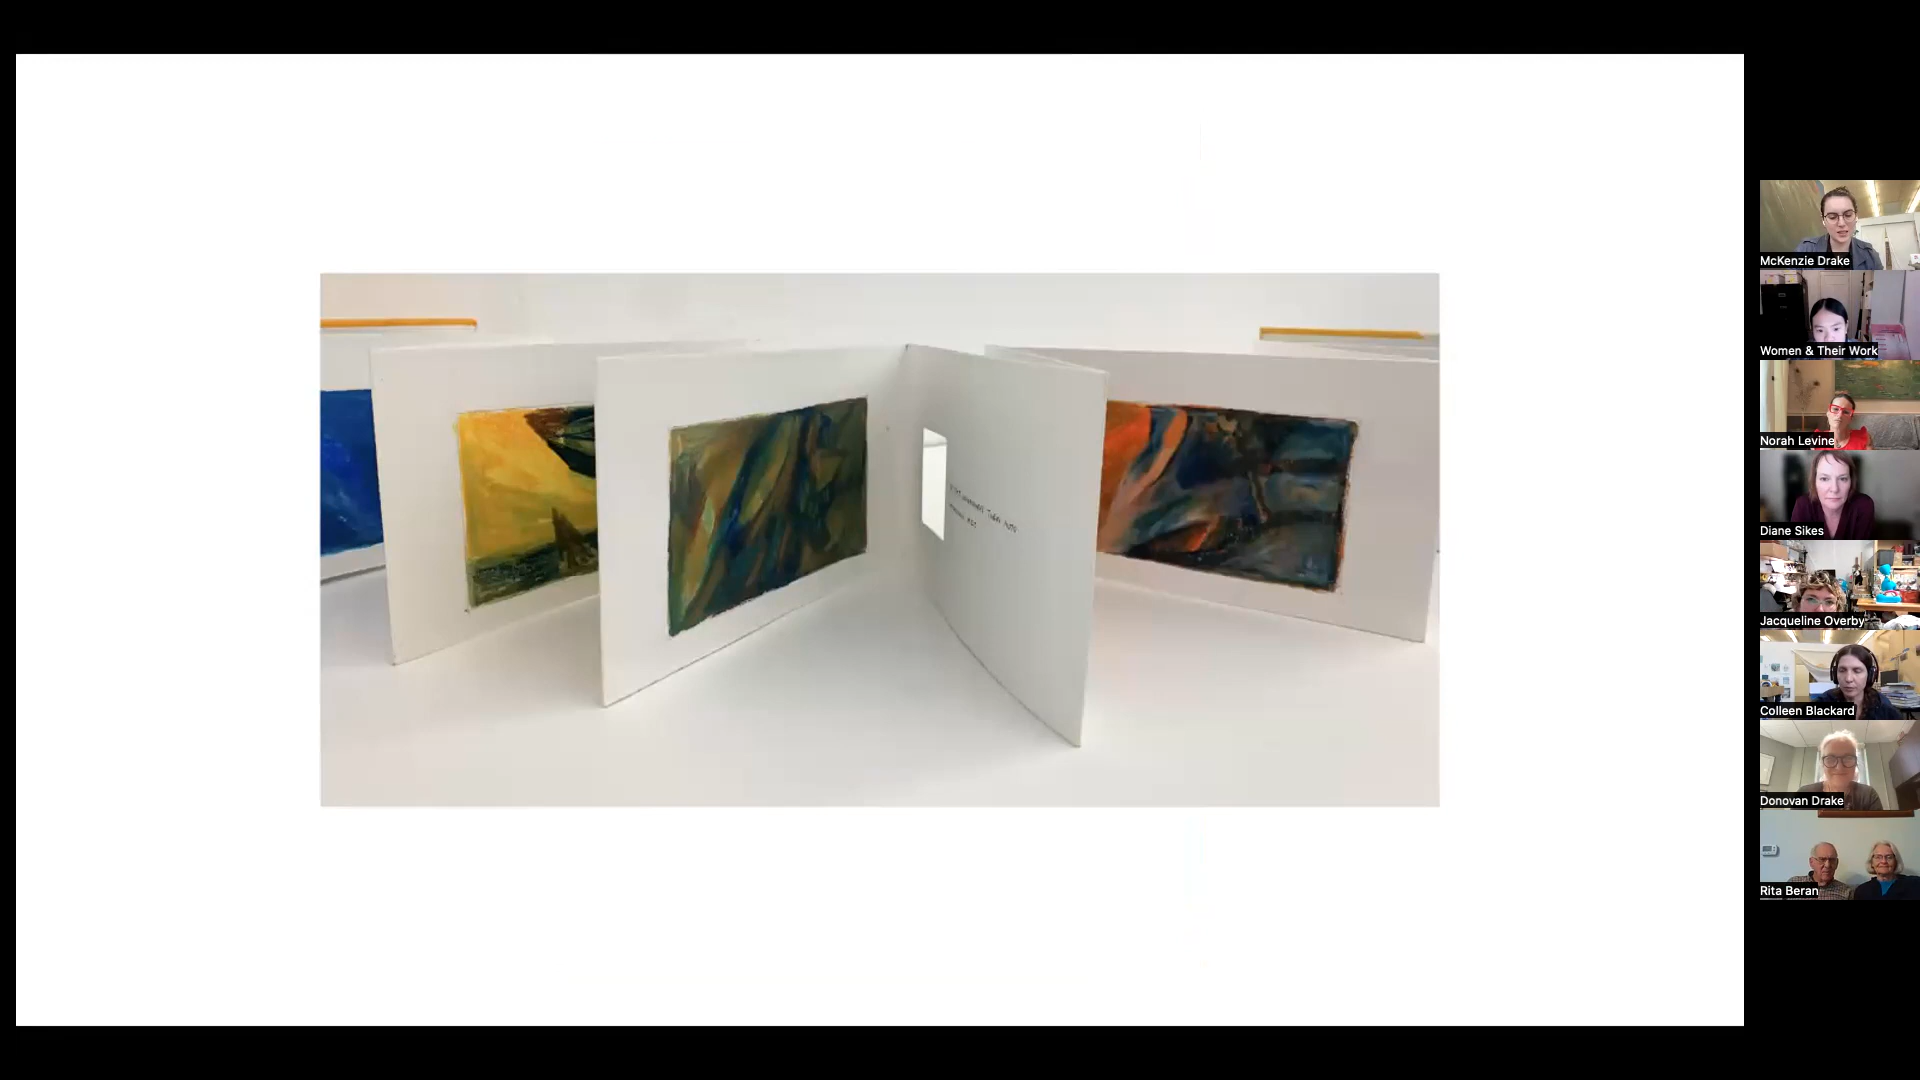 McKenzie Drake
Women & Their Work
Norah Levine
Diane Sikes
Jacqueline Overby
Colleen Blackard
Donovan Drake
Rita Beran